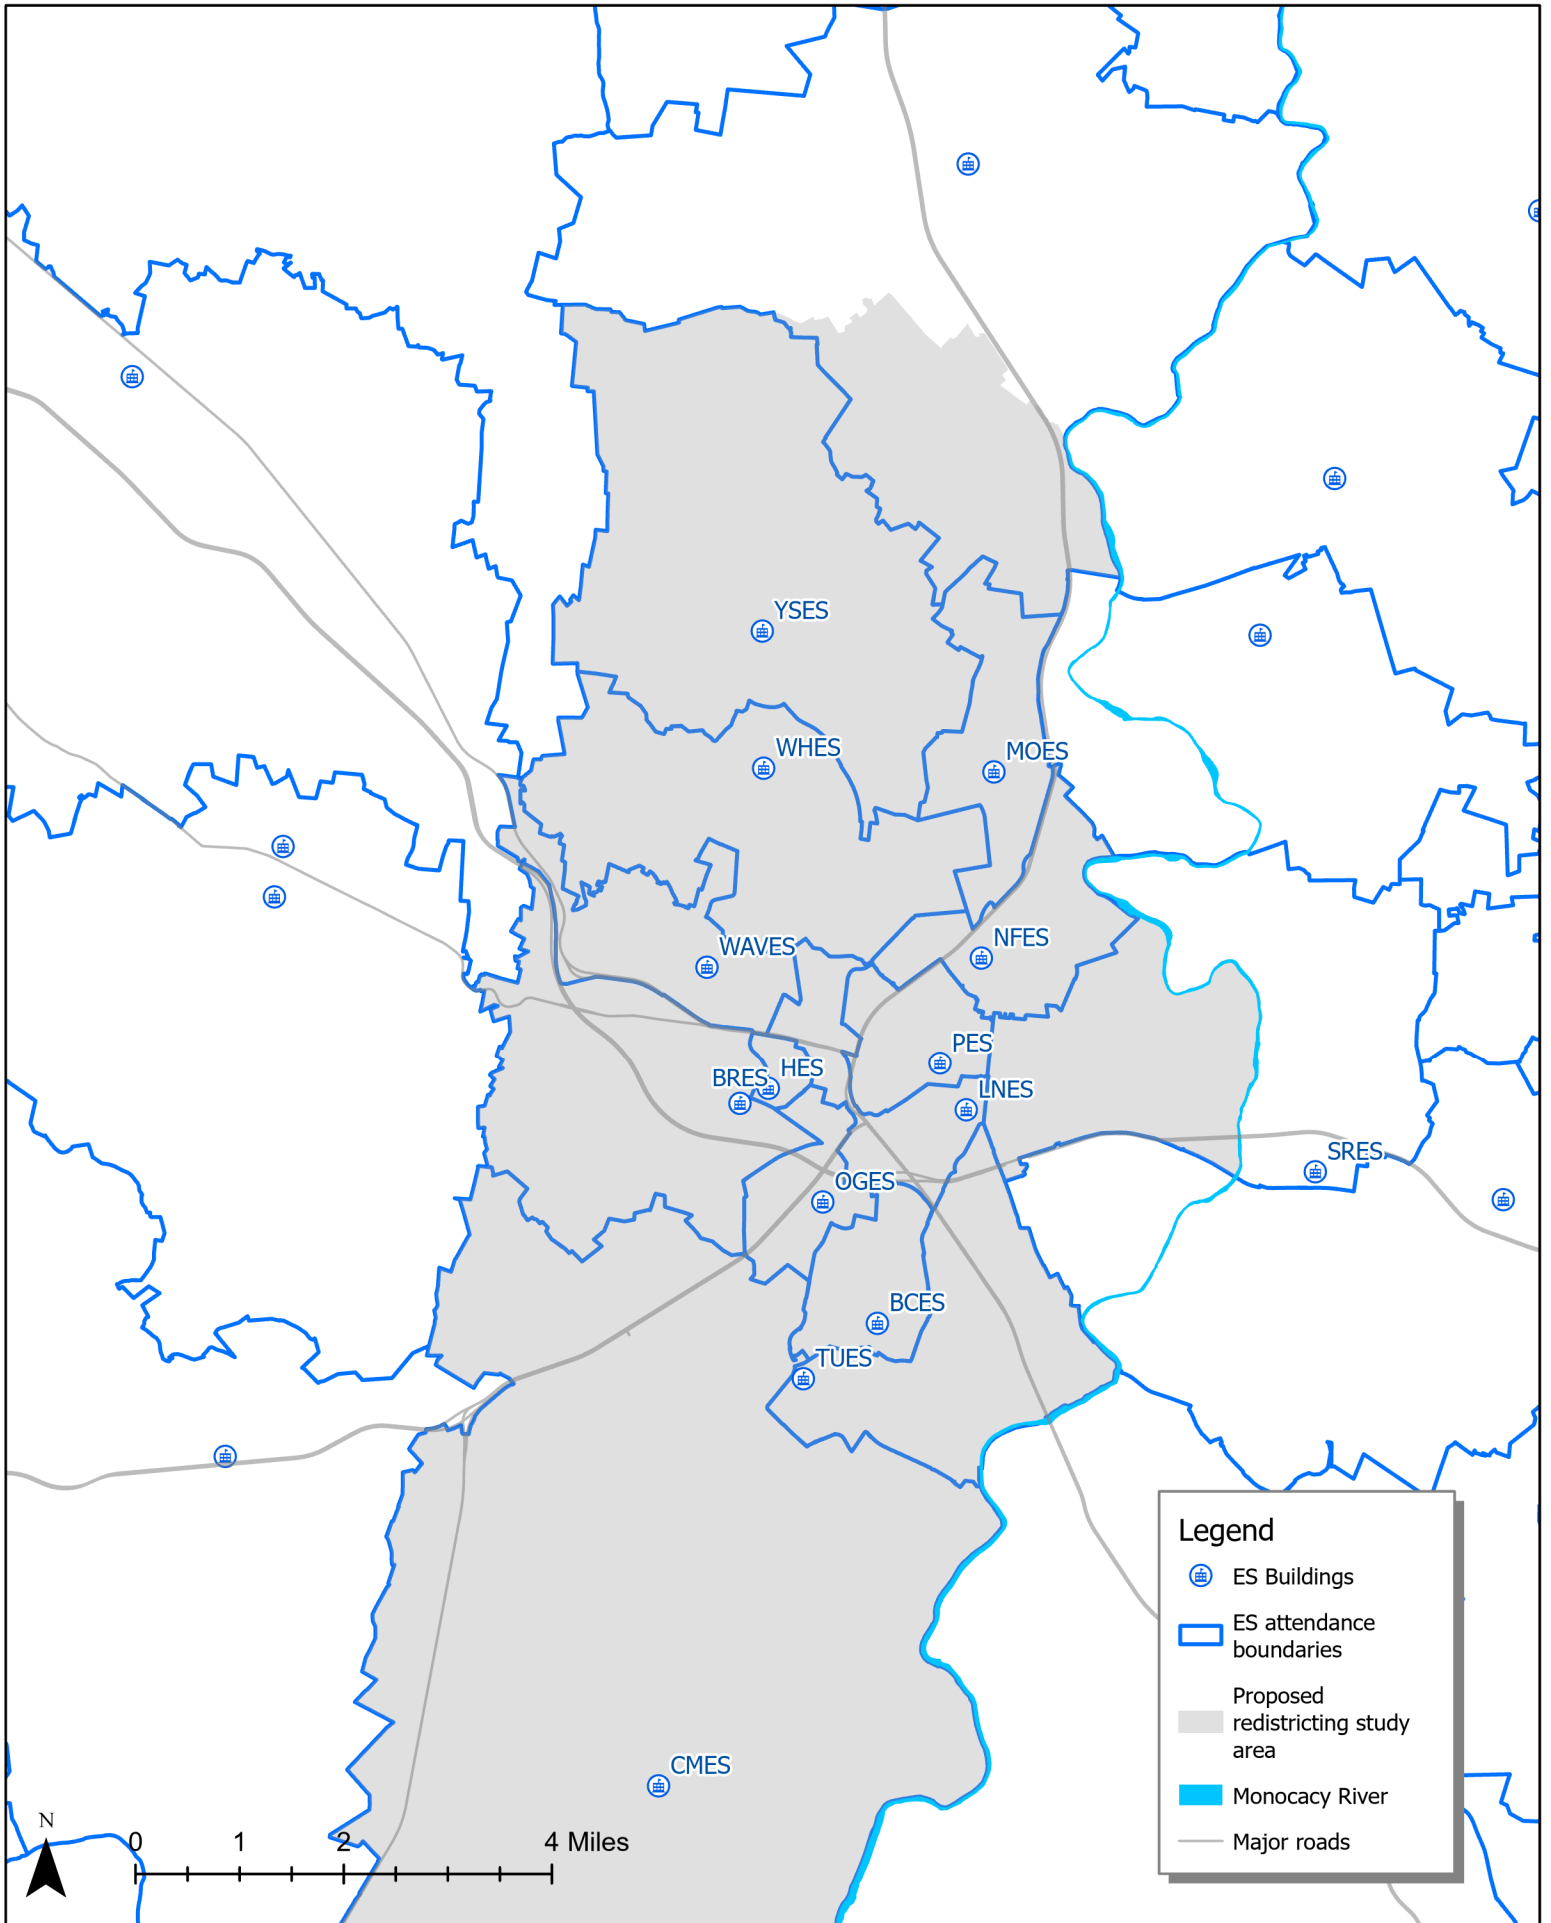 YSES
WHES
MOES
WAVES
NFES
PES
HES
BRES
LNES
SRES
OGES
BCES
TUES
CMES
Legend
ES Buildings
ES attendance
boundaries
Proposed
redistricting study
area
Monocacy River
Major roads
N
0 1 2 4 Miles